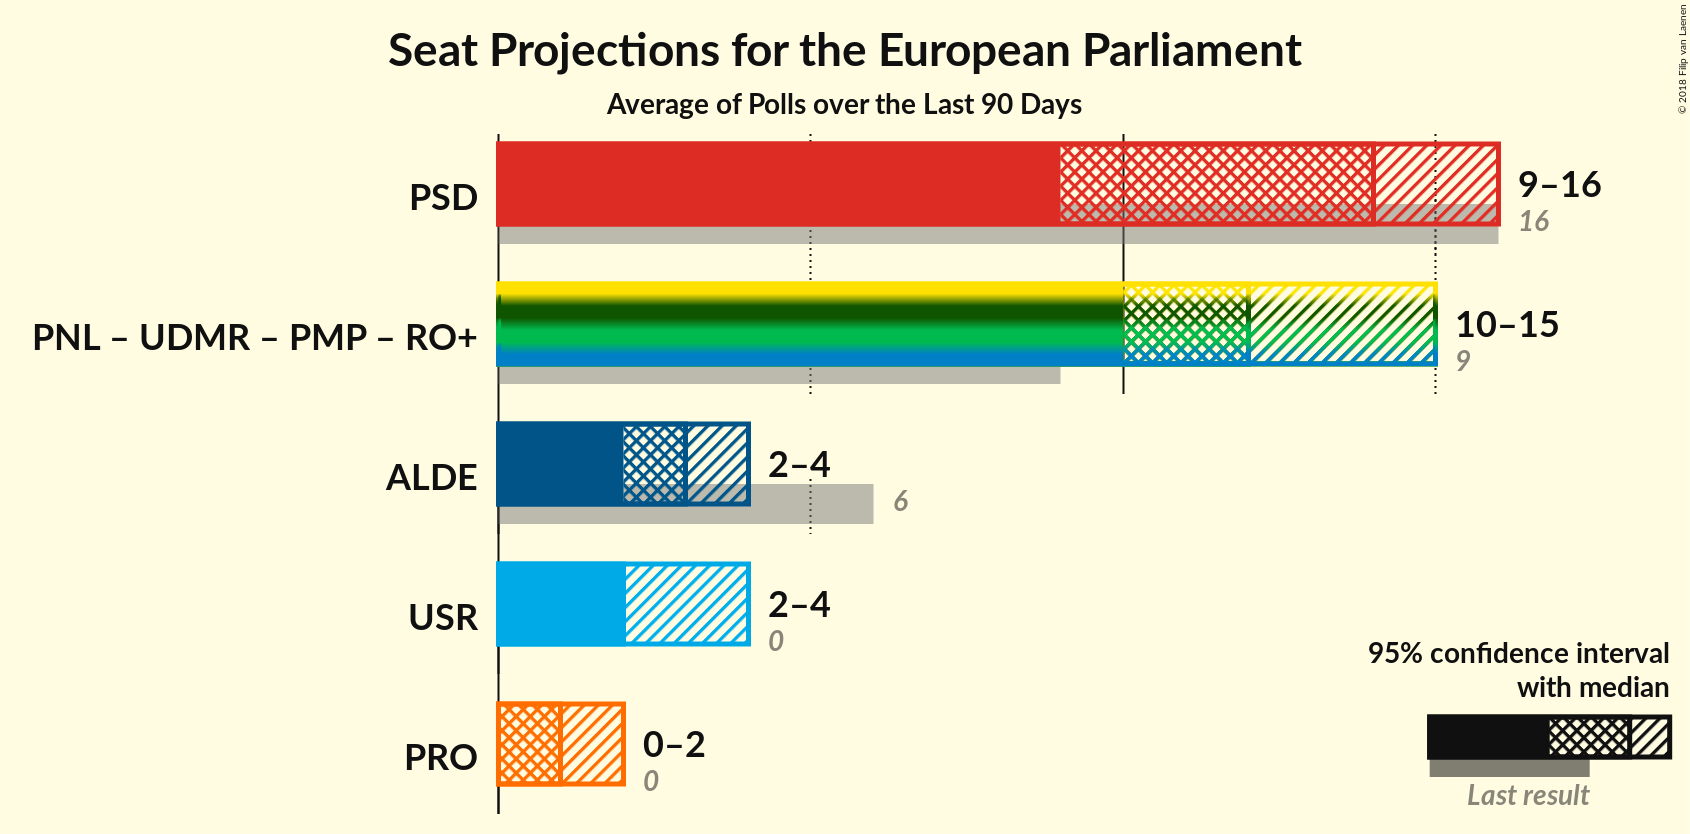 Seat Projections for the European Parliament
Average of Polls over the Last 90 Days
© 2018 Filip van Laenen
PSD
9–16
16
PNL – UDMR – PMP – RO+
10–15
9
ALDE
2–4
6
USR
2–4
0
PRO
0–2
0
95% confidence interval
with median
Last result